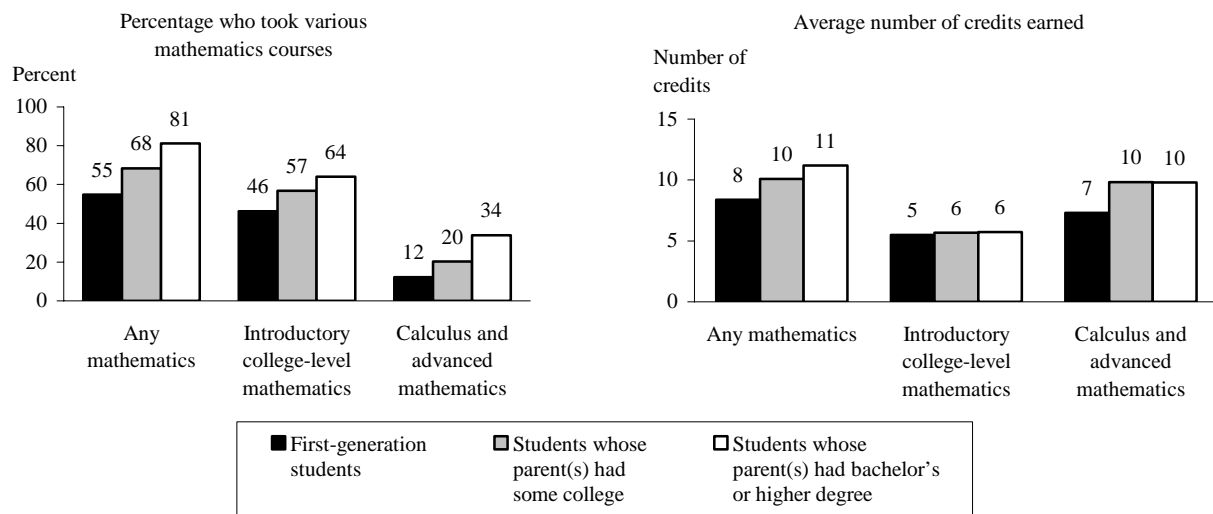 Percentage who took various
mathematics courses
Percent
100
80
60
40
20
0
55
68
81
46
57
64
12
20
34
Any
mathematics
Introductory
college-level
mathematics
Calculus and
advanced
mathematics
Average number of credits earned
Number of
credits
15
10
5
0
8
10
11
5
6
6
7
10
10
Any mathematics
Introductory
college-level
mathematics
Calculus and
advanced
mathematics
First-generation
students
Students whose
parent(s) had
some college
Students whose
parent(s) had bachelor's
or higher degree